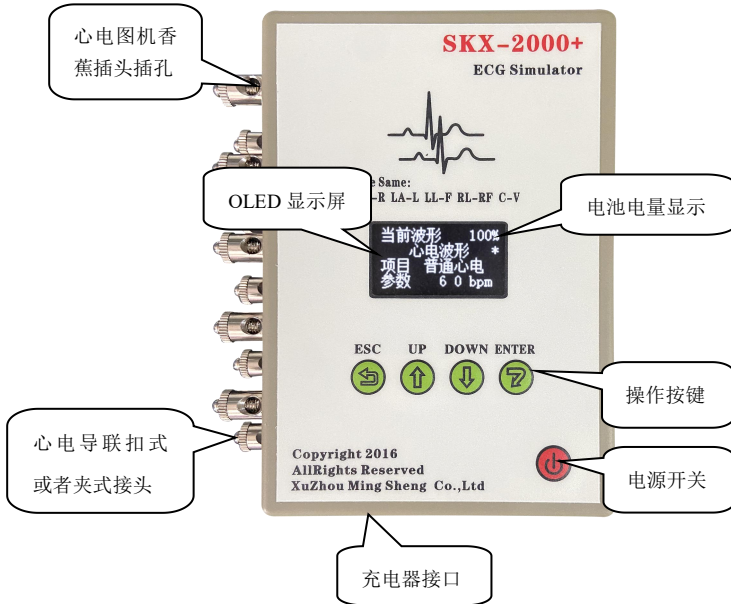 心电图机香
蕉插头插孔
SKX-2000+
ECG Simulator
Same:
OLED 显示屏
-R LA-L LL-F RL-RF C-V
电池电量显示
当前波形 100%
心电波形 *
项目 普通心电
参数 6 0 bpm
ESC UP DOWN ENTER
操作按键
心电导联扣式
或者夹式接头
Copyright 2016
AllRights Reserved
XuZhou Ming Sheng Co.,Ltd
电源开关
充电器接口